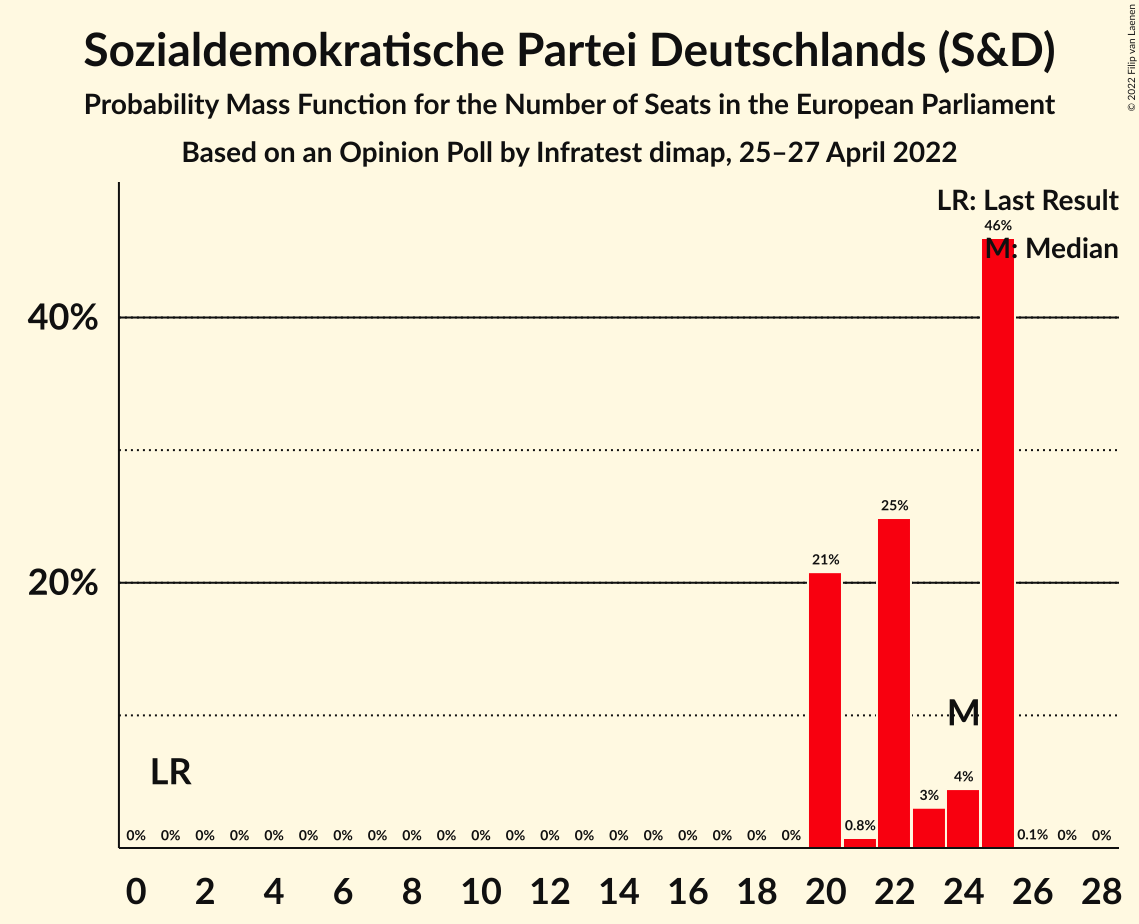 Sozialdemokratische Partei Deutschlands (S&D)
Probability Mass Function for the Number of Seats in the European Parliament
Based on an Opinion Poll by Infratest dimap, 25–27 April 2022
© 2022 Filip van Laenen
LR: Last Result
46%
M: Median
40%
25%
21%
20%
M
LR
4%
3%
0.8%
0% 0% 0% 0% 0% 0% 0% 0% 0% 0% 0% 0% 0% 0% 0% 0% 0% 0% 0% 0% 0.1% 0% 0%
0 2 4 6 8 10 12 14 16 18 20 22 24 26 28